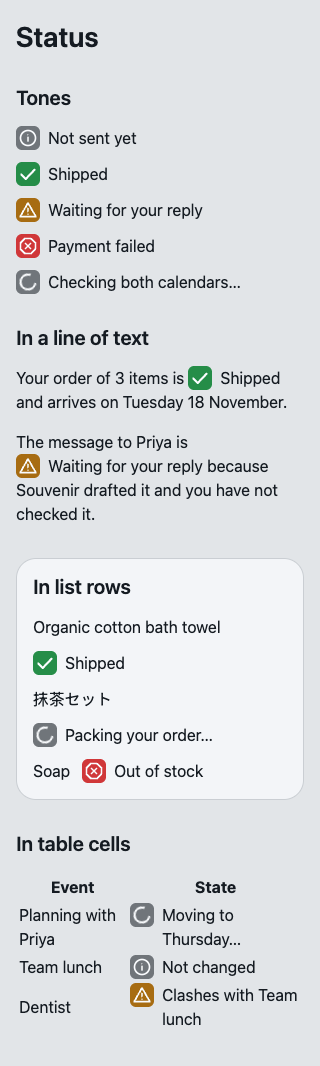 Status
Tones
Not sent yet
Shipped
Waiting for your reply
Payment failed
Checking both calendars...
In a line of text
Your order of 3 items is Shipped
and arrives on Tuesday 18 November.
The message to Priya is
Waiting for your reply because
Souvenir drafted it and you have not
checked it.
In list rows
Organic cotton bath towel
Shipped
抹茶セット
Packing your order...
Soap Out of stock
In table cells
Event State
Planning with Moving to
Priya Thursday...
Team lunch Not changed
Dentist Clashes with Team
lunch